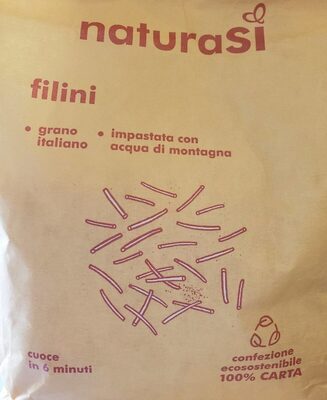 naturasì
filini
• grano italiano
• impastata con acqua di montagna
cuoce
in 6 minuti
confezione
ecosostenibile
100% CARTA